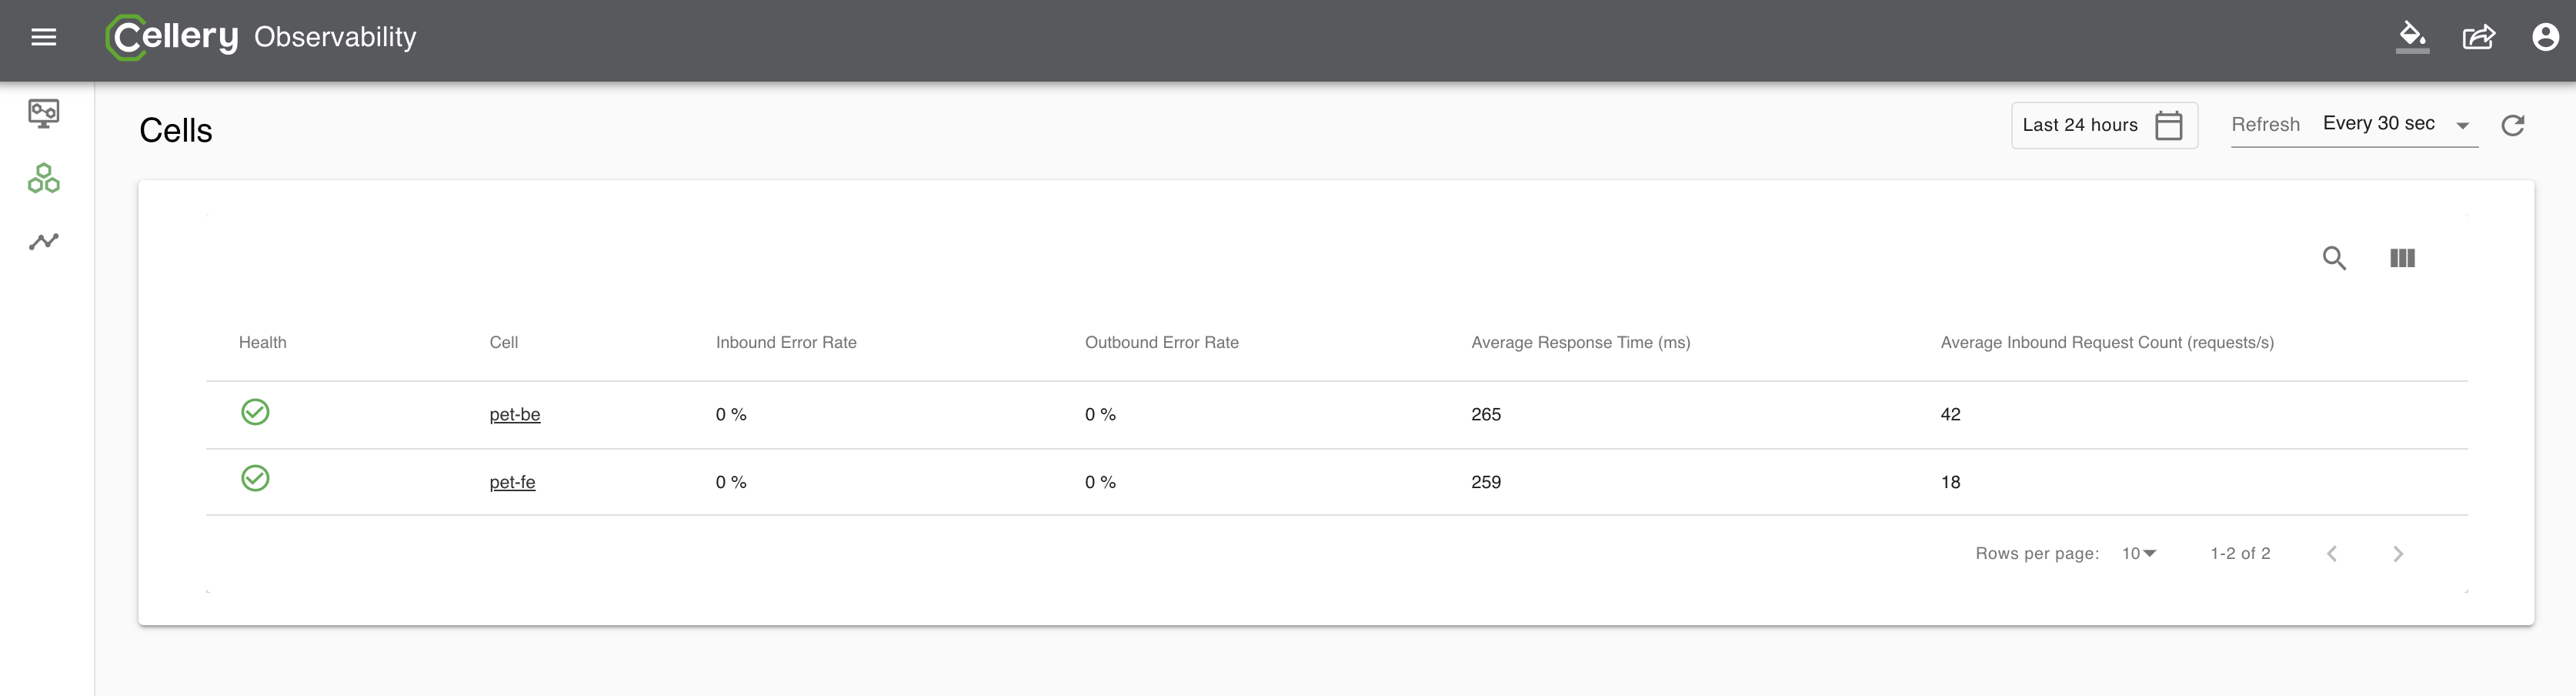 Cellery Observability
Cells
Last 24 hours
Refresh Every 30 sec
Health Cell Inbound Error Rate Outbound Error Rate Average Response Time (ms) Average Inbound Request Count (requests/s)
pet-be 0 % 0 % 265 42
pet-fe 0 % 0 % 259 18
Rows per page: 10 1-2 of 2